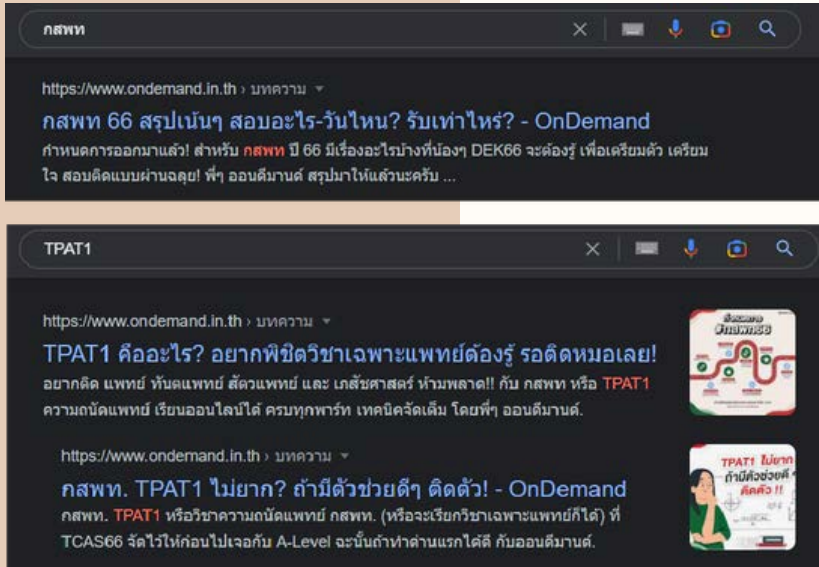 กสพท
https://www.ondemand.in.th › บทความ
กสพท 66 สรุปเน้นๆ สอบอะไร-วันไหน? รับเท่าไหร่? - OnDemand
กำหนดการออกมาแล้ว! สำหรับ กสพท ปี 66 มีเรื่องอะไรบ้างที่น้องๆ DEK66 จะต้องรู้ เพื่อเตรียมตัว เตรียม
ใจ สอบติดแบบผ่านฉลุย! พี่ๆ ออนดีมานด์ สรุปมาให้แล้วนะครับ ...
TPAT1
https://www.ondemand.in.th › บทความ
TPAT1 คืออะไร? อยากพิชิตวิชาเฉพาะแพทย์ต้องรู้ รอติดหมอเลย!
อยากติด แพทย์ ทันตแพทย์ สัตวแพทย์ และ เภสัชศาสตร์ ห้ามพลาด!! กับ กสพท หรือ TPAT1
ความถนัดแพทย์ เรียนออนไลน์ได้ ครบทุกพาร์ท เทคนิคจัดเต็ม โดยพี่ๆ ออนดีมานด์.
#กสพท66
https://www.ondemand.in.th › บทความ
กสพท. TPAT1 ไม่ยาก? ถ้ามีตัวช่วยดีๆ ติดตัว! - OnDemand
กสพท. TPAT1 หรือวิชาความถนัดแพทย์ กสพท. (หรือจะเรียกวิชาเฉพาะแพทย์ก็ได้) ที่
TCAS66 จัดไว้ให้ก่อนไปเจอกับ A-Level ฉะนั้นถ้าทำด่านแรกได้ดี กับออนดีมานด์.
TPAT1 ไม่ยาก
ถ้ามีตัวช่วยดีๆ
ติดตัว !!